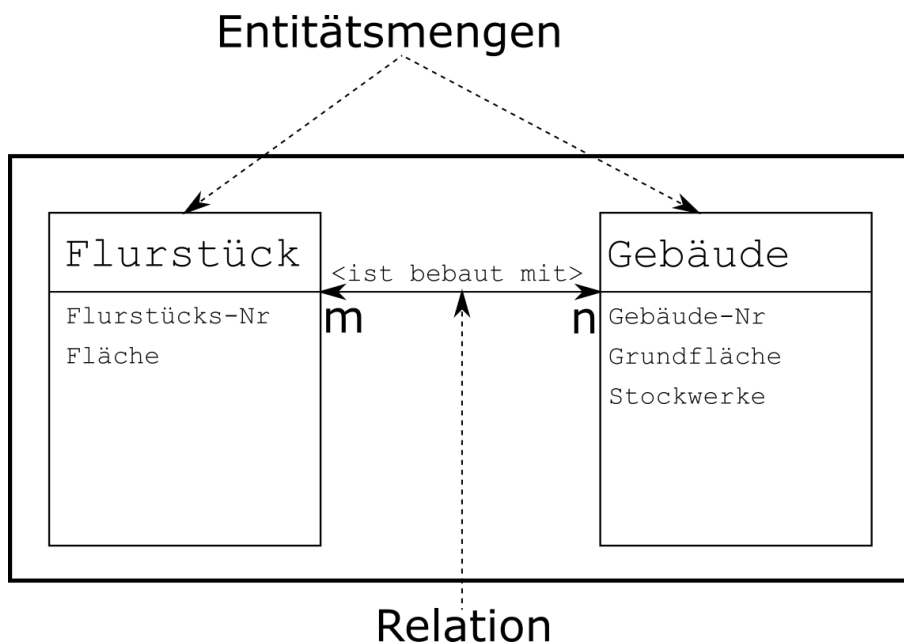 Entitätsmengen
Flurstück
<ist bebaut mit>
Gebäude
Flurstücks-Nr
Fläche
m
n
Gebäude-Nr
Grundfläche
Stockwerke
Relation